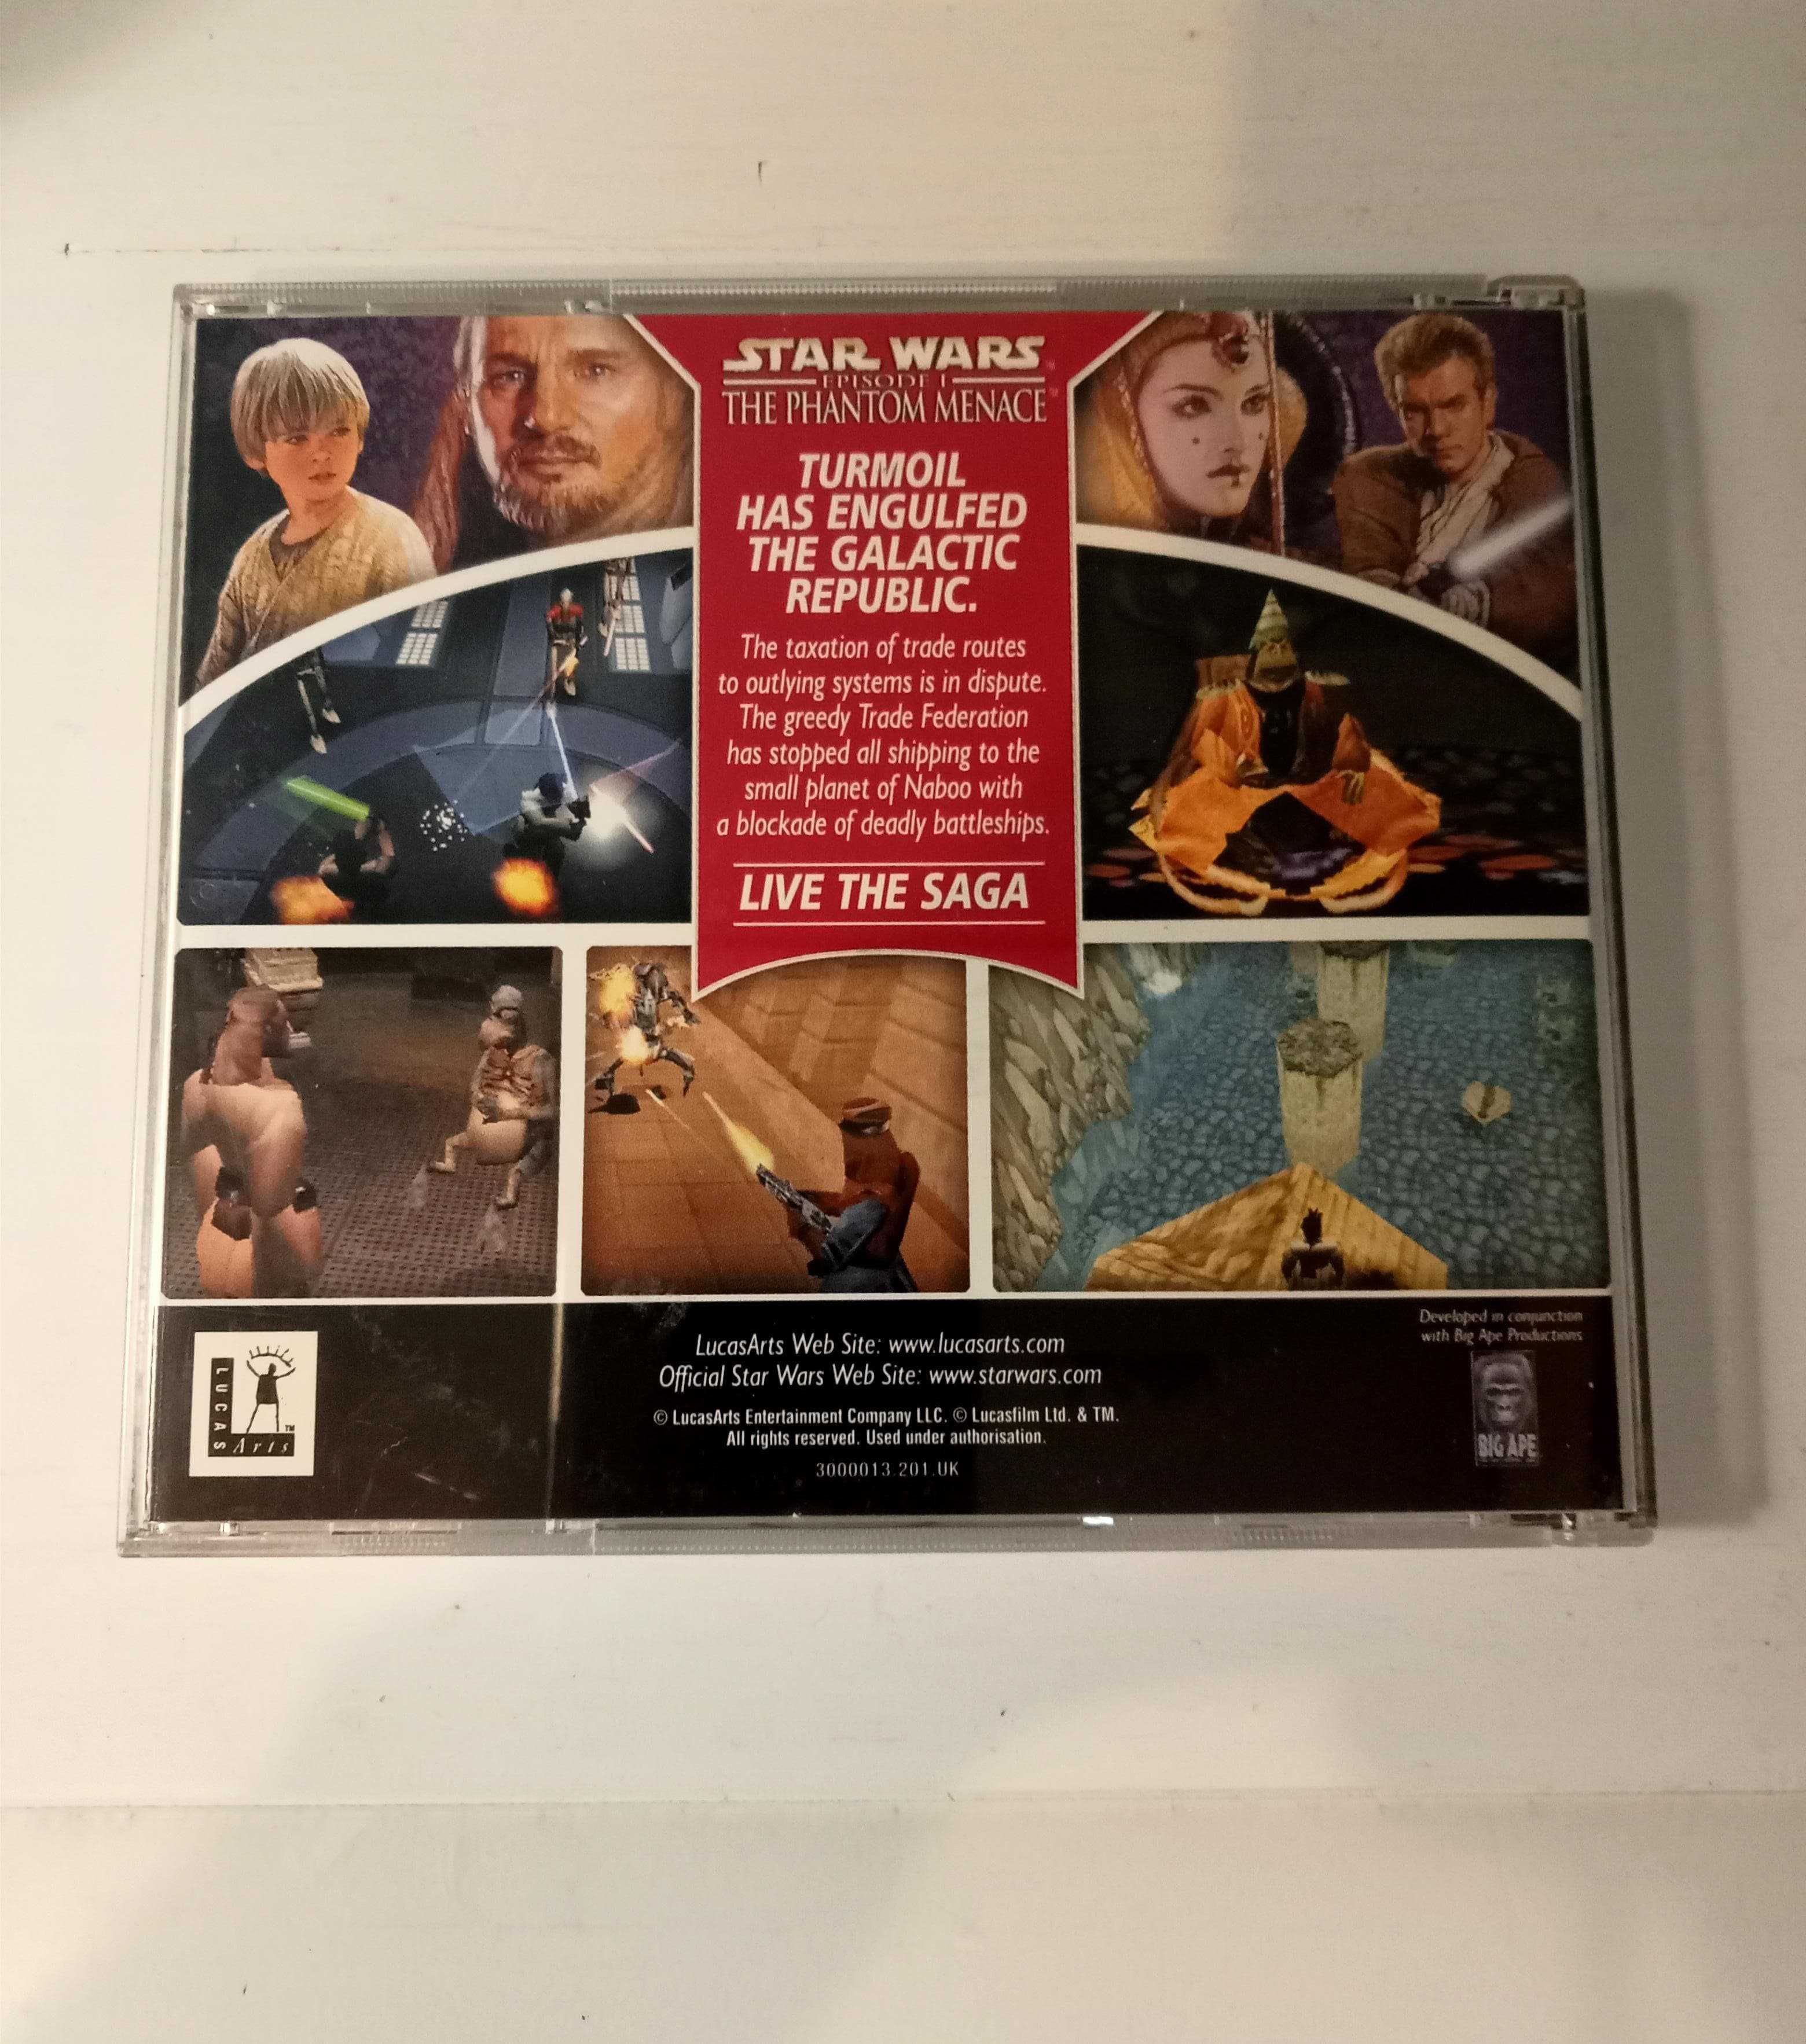 STAR WARS
EPISODE I
THE PHANTOM MENACE
TURMOIL
HAS ENGULFED
THE GALACTIC
REPUBLIC.
The taxation of trade routes
to outlying systems is in dispute.
The greedy Trade Federation
has stopped all shipping to the
small planet of Naboo with
a blockade of deadly battleships.
LIVE THE SAGA
LUCAS
Arts
TM
LucasArts Web Site: www.lucasarts.com
Official Star Wars Web Site: www.starwars.com
© LucasArts Entertainment Company LLC. © Lucasfilm Ltd. & TM.
All rights reserved. Used under authorisation.
3000013.201.UK
Developed in conjunction
with Big Ape Productions
BIG APE